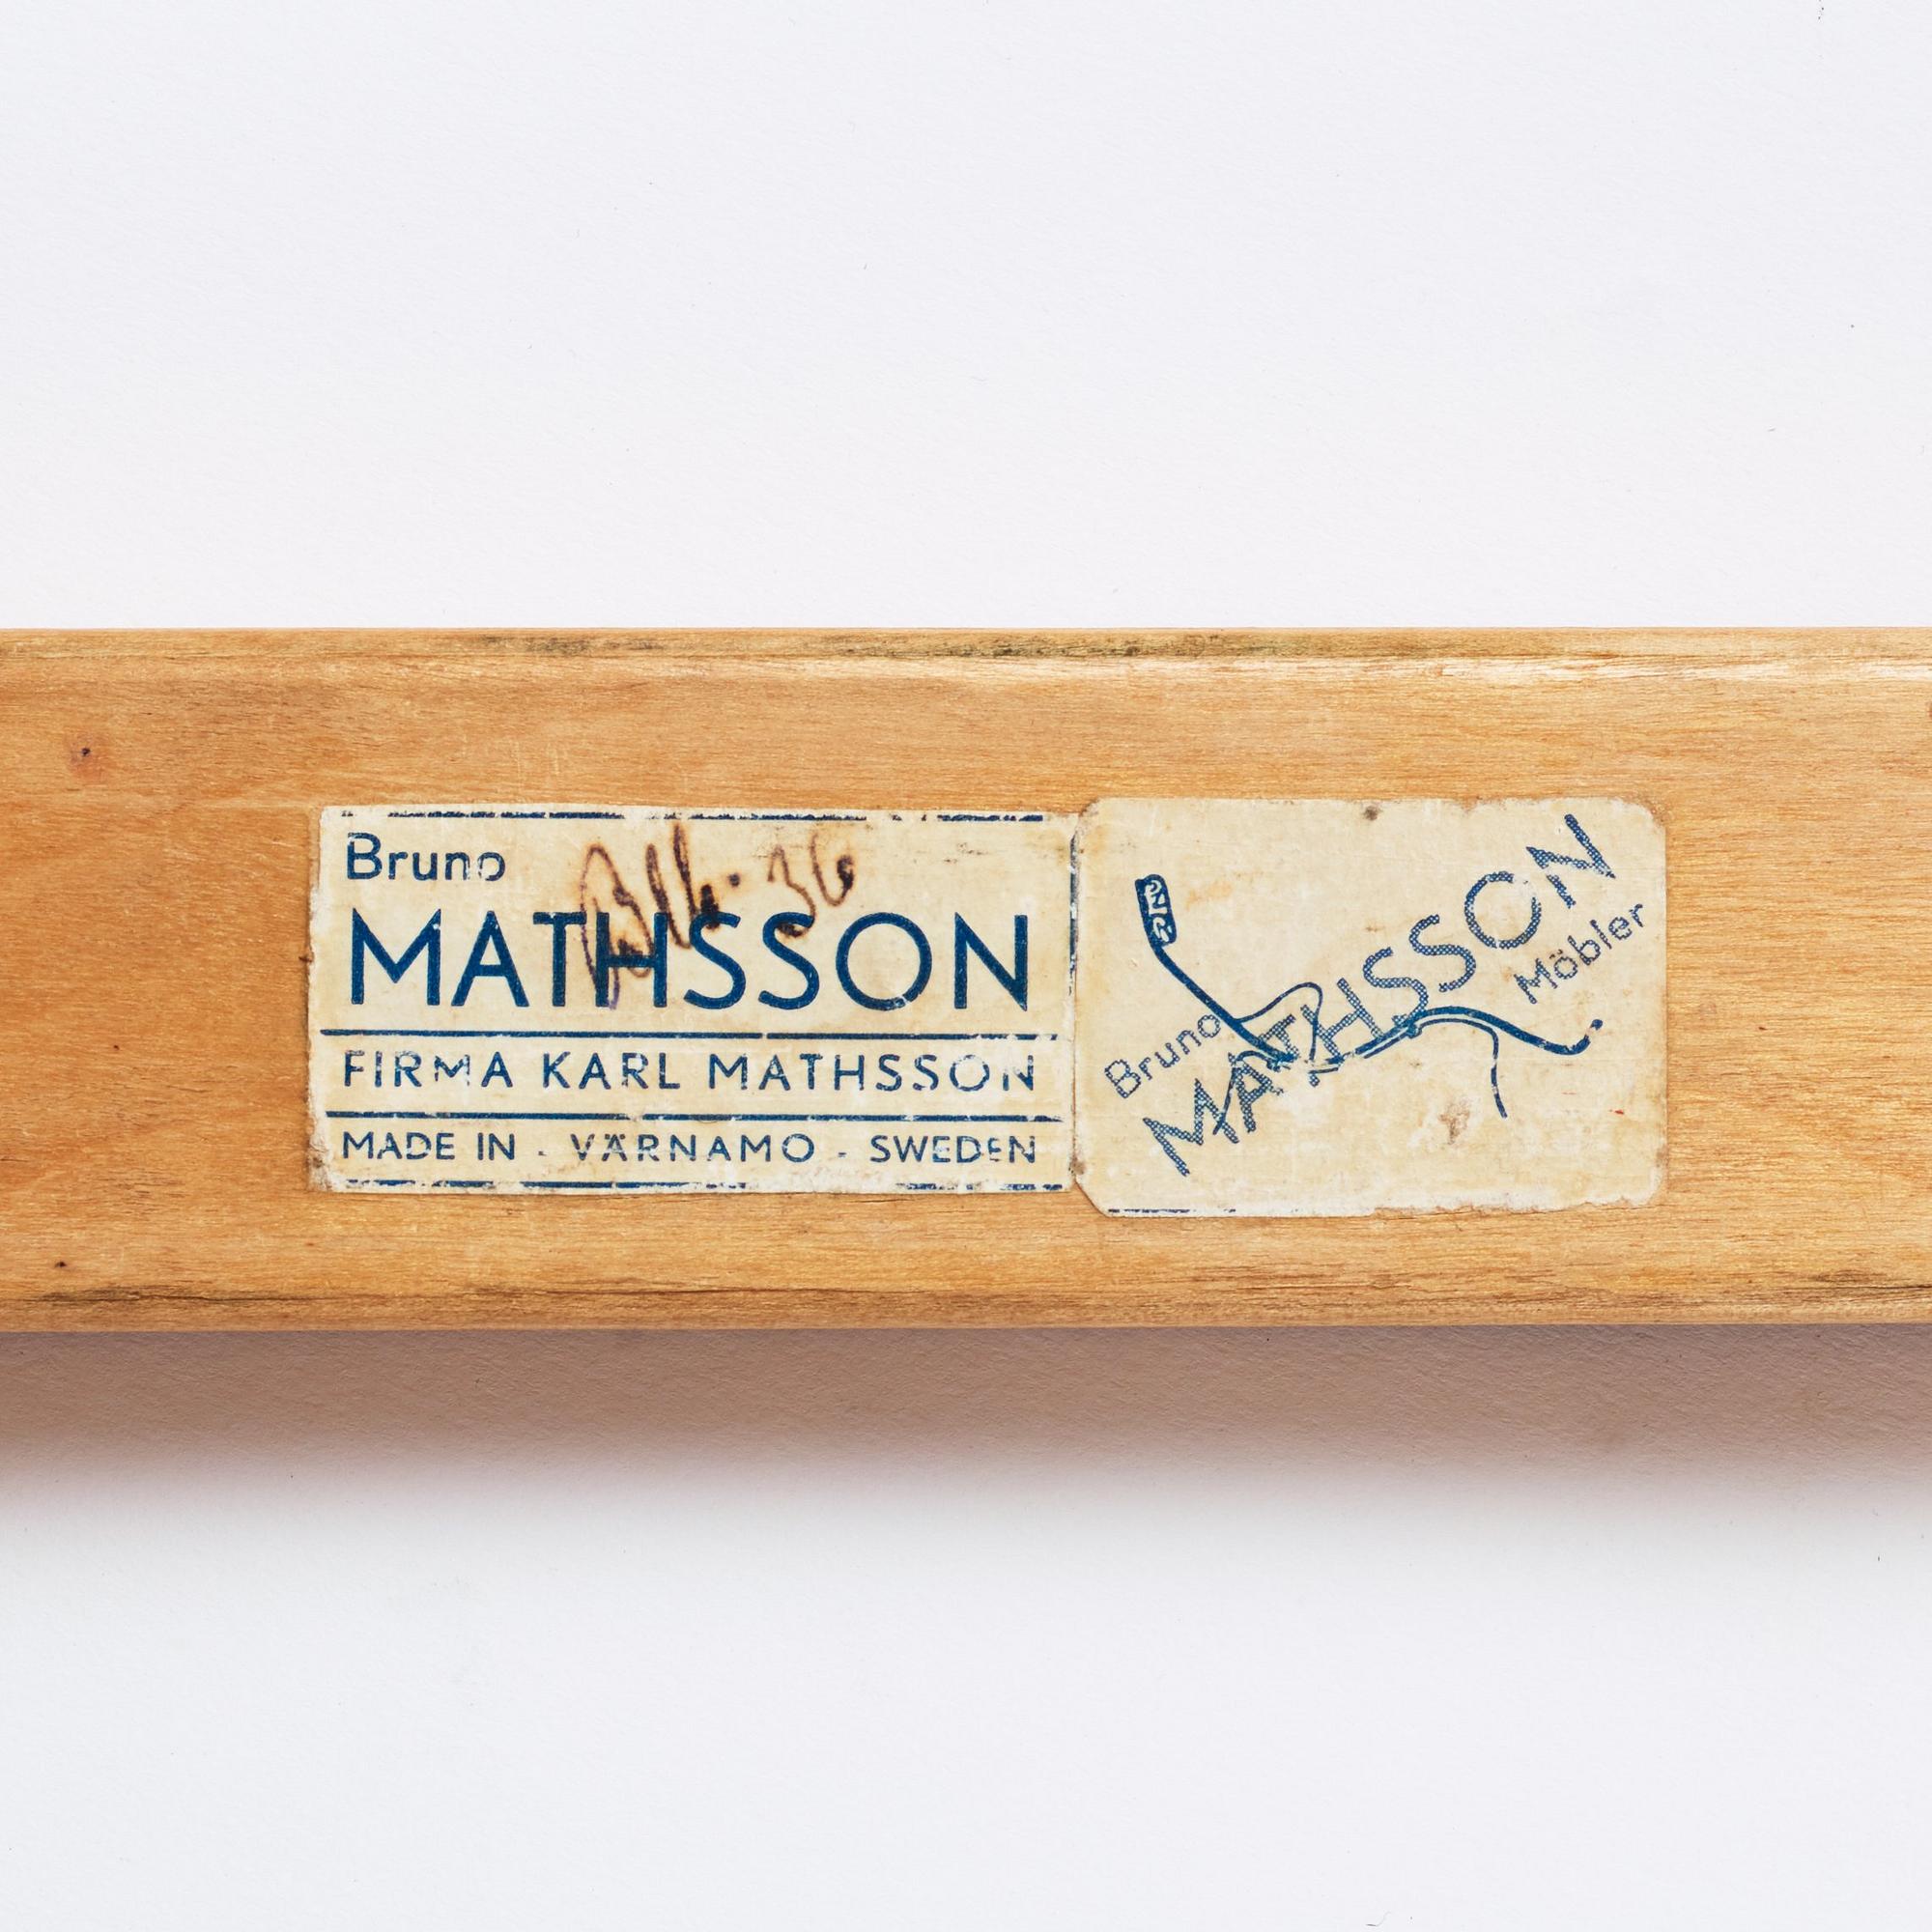 Bruno
MATHSSON
FIRMA KARL MATHSSON
MADE IN - VÄRNAMO - SWEDEN
Bruno
MATHSSON
Möbler